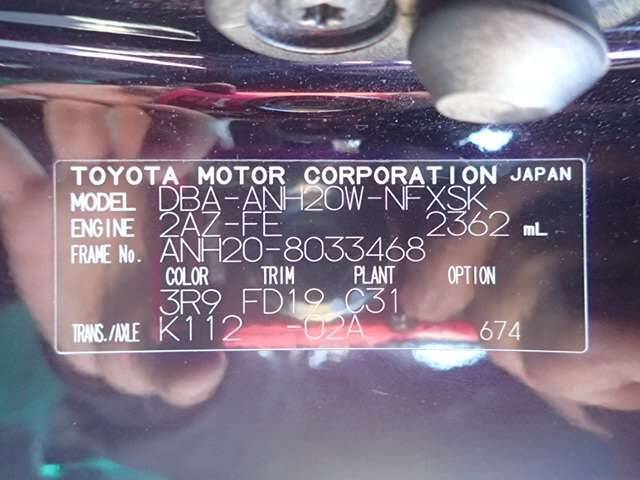 TOYOTA MOTOR CORPORATION JAPAN
MODEL DBA-ANH20W-NFXSK
ENGINE 2AZ-FE 2362 mL
FRAME No. ANH20-8033468
COLOR TRIM PLANT OPTION
3R9 FD19 C31
TRANS./AXLE K112 -02A 674